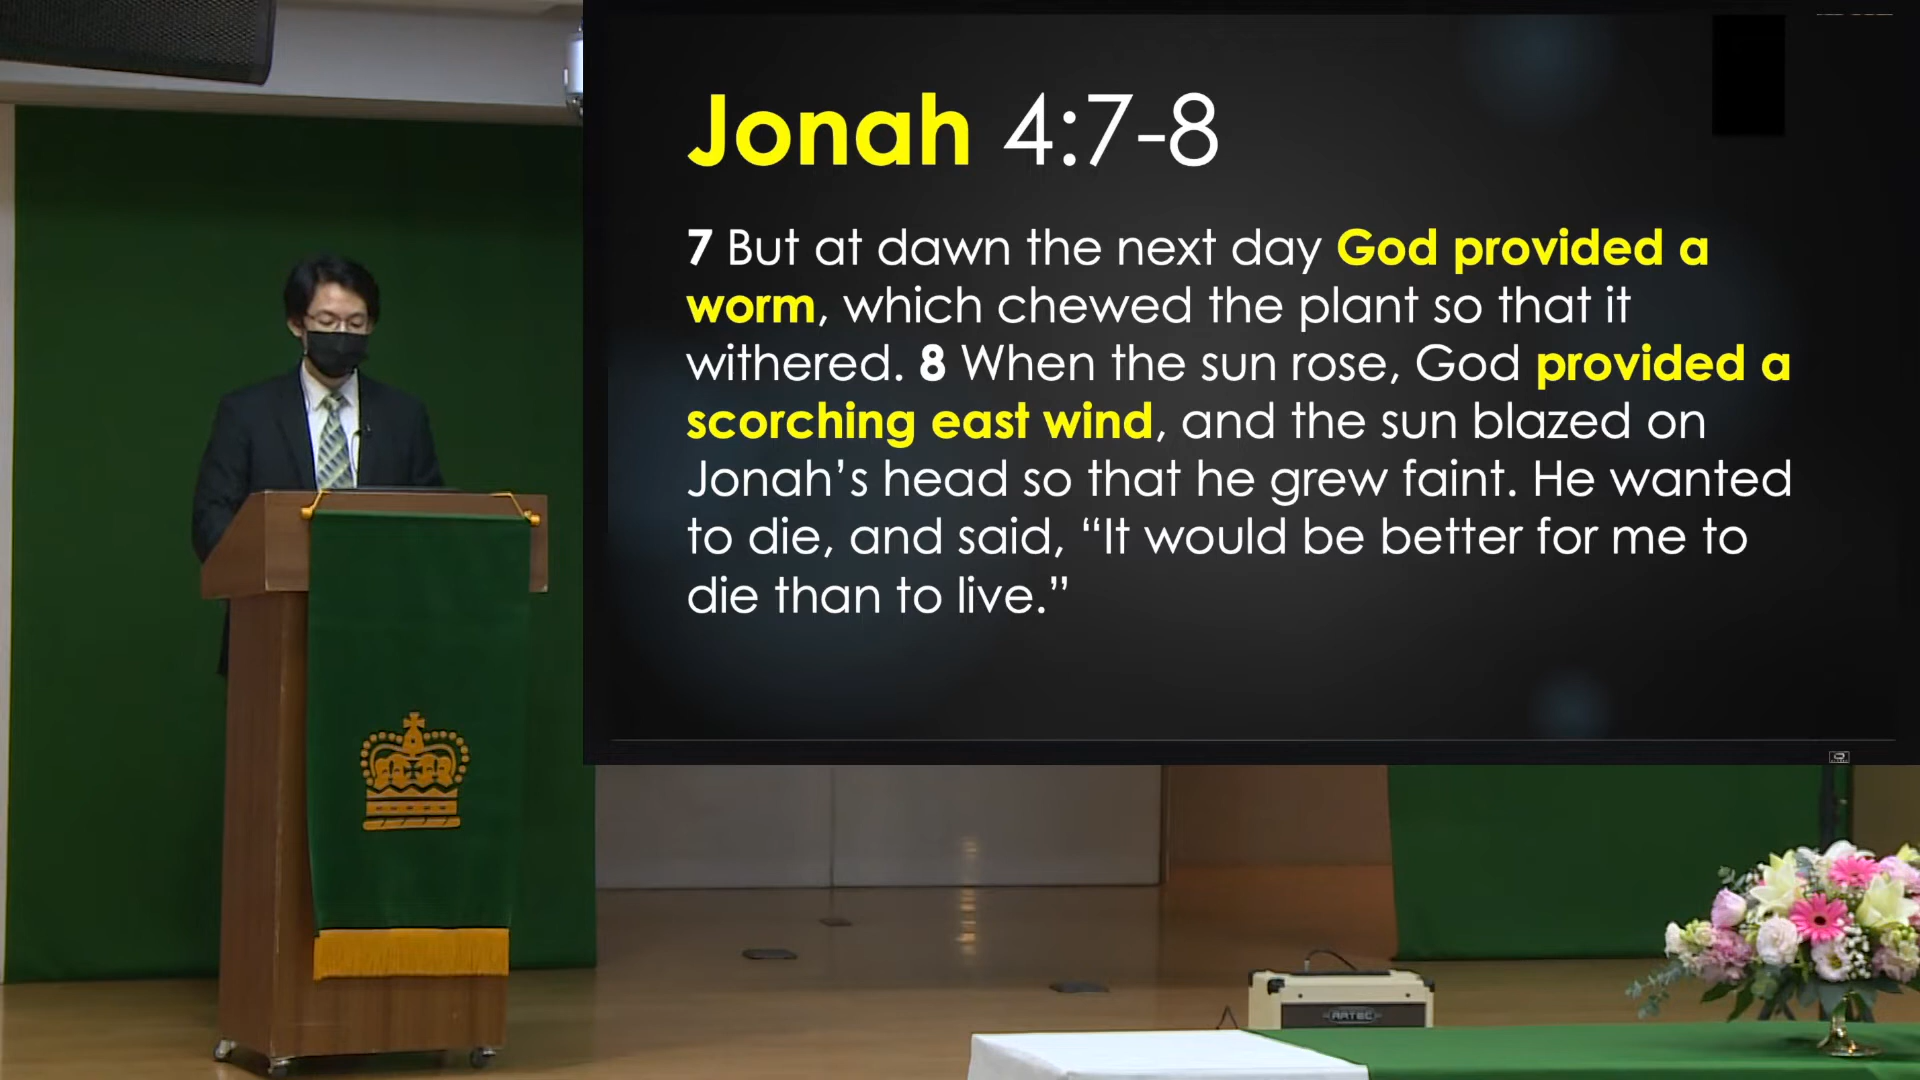 Jonah 4:7-8
7 But at dawn the next day God provided a
worm, which chewed the plant so that it
withered. 8 When the sun rose, God provided a
scorching east wind, and the sun blazed on
Jonah’s head so that he grew faint. He wanted
to die, and said, “It would be better for me to
die than to live.”
ARTEC